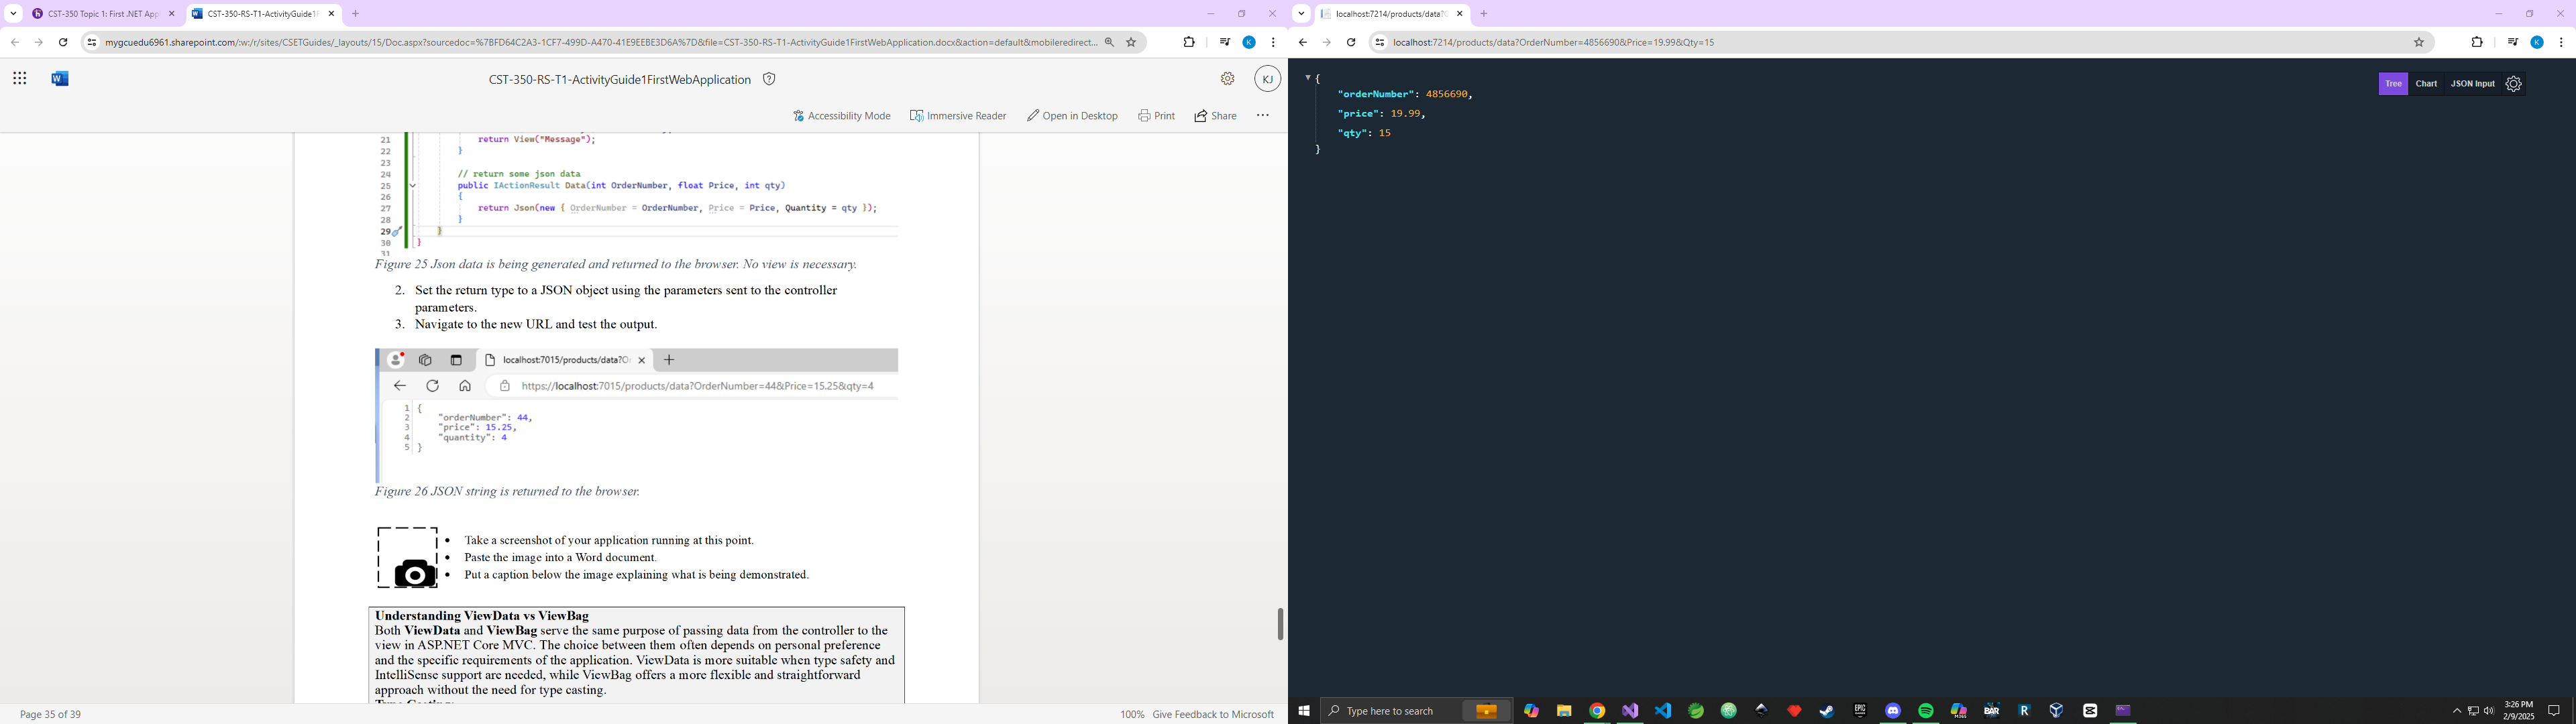 CST-350 Topic 1: First .NET App
CST-350-RS-T1-ActivityGuide1F
mygcuedu6961.sharepoint.com/:w:/r/sites/CSETGuides/_layouts/15/Doc.aspx?sourcedoc=%7BFD64C2A3-1CF7-499D-A470-41E9EEBE3D6A%7D&file=CST-350-RS-T1-ActivityGuide1FirstWebApplication.docx&action=default&mobileredirect...
K
CST-350-RS-T1-ActivityGuide1FirstWebApplication
KJ
Accessibility Mode
Immersive Reader
Open in Desktop
Print
Share
21 return View("Message");
22 }
23
24 // return some json data
25 public IActionResult Data(int OrderNumber, float Price, int qty)
26 {
27 return Json(new { OrderNumber = OrderNumber, Price = Price, Quantity = qty });
28 }
29 }
30 }
31
Figure 25 Json data is being generated and returned to the browser. No view is necessary.
2. Set the return type to a JSON object using the parameters sent to the controller
parameters.
3. Navigate to the new URL and test the output.
localhost:7015/products/data?O
https://localhost:7015/products/data?OrderNumber=44&Price=15.25&qty=4
1 {
2 "orderNumber": 44,
3 "price": 15.25,
4 "quantity": 4
5 }
Figure 26 JSON string is returned to the browser.
• Take a screenshot of your application running at this point.
• Paste the image into a Word document.
• Put a caption below the image explaining what is being demonstrated.
Understanding ViewData vs ViewBag
Both ViewData and ViewBag serve the same purpose of passing data from the controller to the
view in ASP.NET Core MVC. The choice between them often depends on personal preference
and the specific requirements of the application. ViewData is more suitable when type safety and
IntelliSense support are needed, while ViewBag offers a more flexible and straightforward
approach without the need for type casting.
Page 35 of 39
100%
Give Feedback to Microsoft
localhost:7214/products/data?O
localhost:7214/products/data?OrderNumber=4856690&Price=19.99&Qty=15
K
Tree
Chart
JSON Input
{
"orderNumber": 4856690,
"price": 19.99,
"qty": 15
}
Type here to search
3:26 PM
2/9/2025